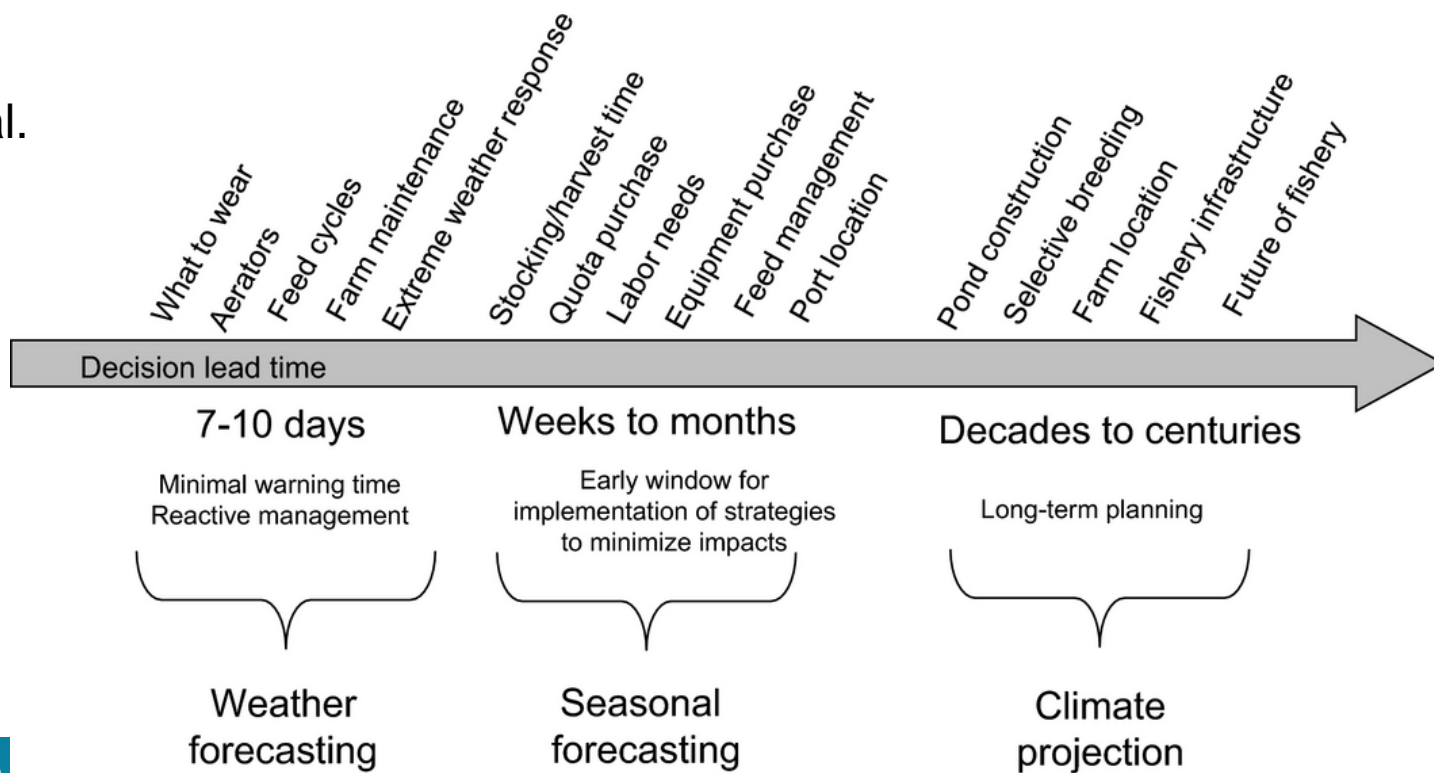 al.
What to wear
Aerators
Feed cycles
Farm maintenance
Extreme weather response
Stocking/harvest time
Quota purchase
Labor needs
Equipment purchase
Feed management
Port location
Pond construction
Selective breeding
Farm location
Fishery infrastructure
Future of fishery
Decision lead time
7-10 days
Minimal warning time
Reactive management
Weather
forecasting
Weeks to months
Early window for
implementation of strategies
to minimize impacts
Seasonal
forecasting
Decades to centuries
Long-term planning
Climate
projection